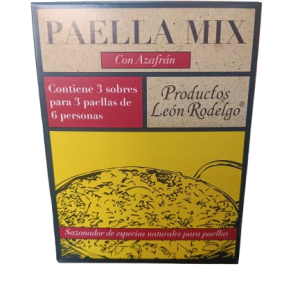 PAELLA MIX
Con Azafrán
Contiene 3 sobres
para 3 paellas de
6 personas
Productos
León Rodelgo®
Sazonador de especias naturales para paellas